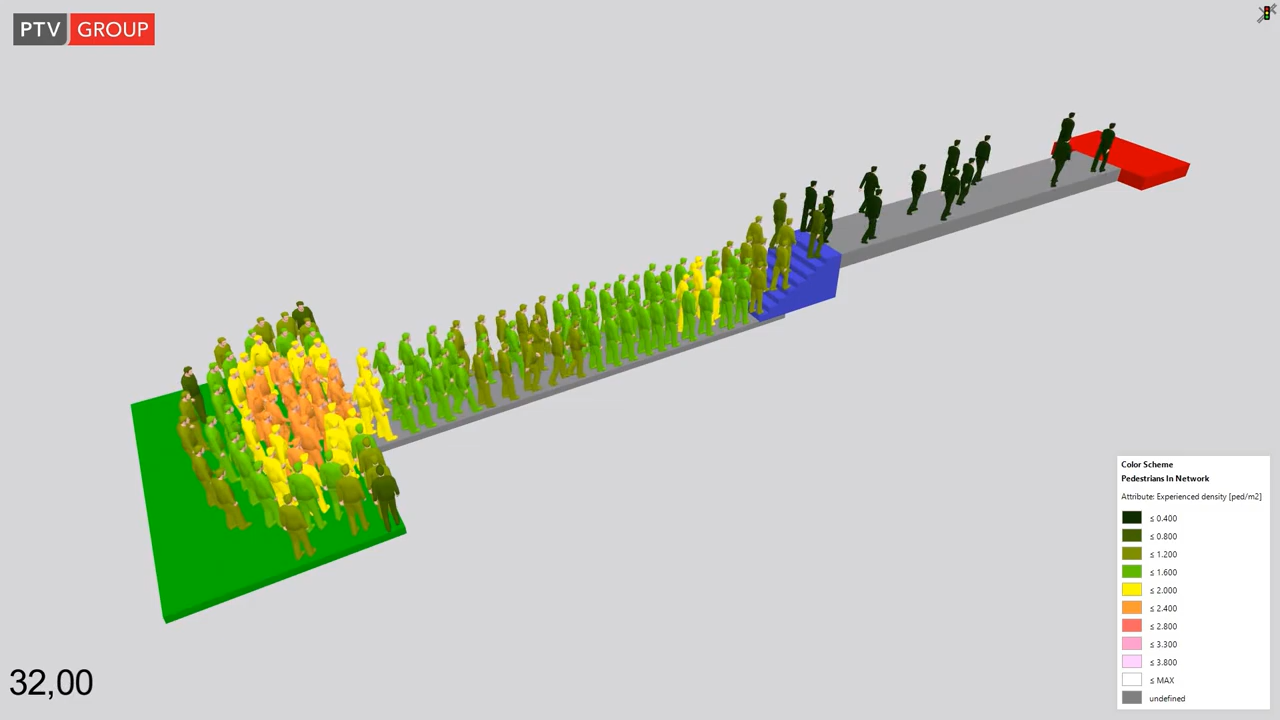 PTV GROUP
Color Scheme
Pedestrians In Network
Attribute: Experienced density [ped/m2]
≤ 0.400
≤ 0.800
≤ 1.200
≤ 1.600
≤ 2.000
≤ 2.400
≤ 2.800
≤ 3.300
≤ 3.800
≤ MAX
undefined
32,00